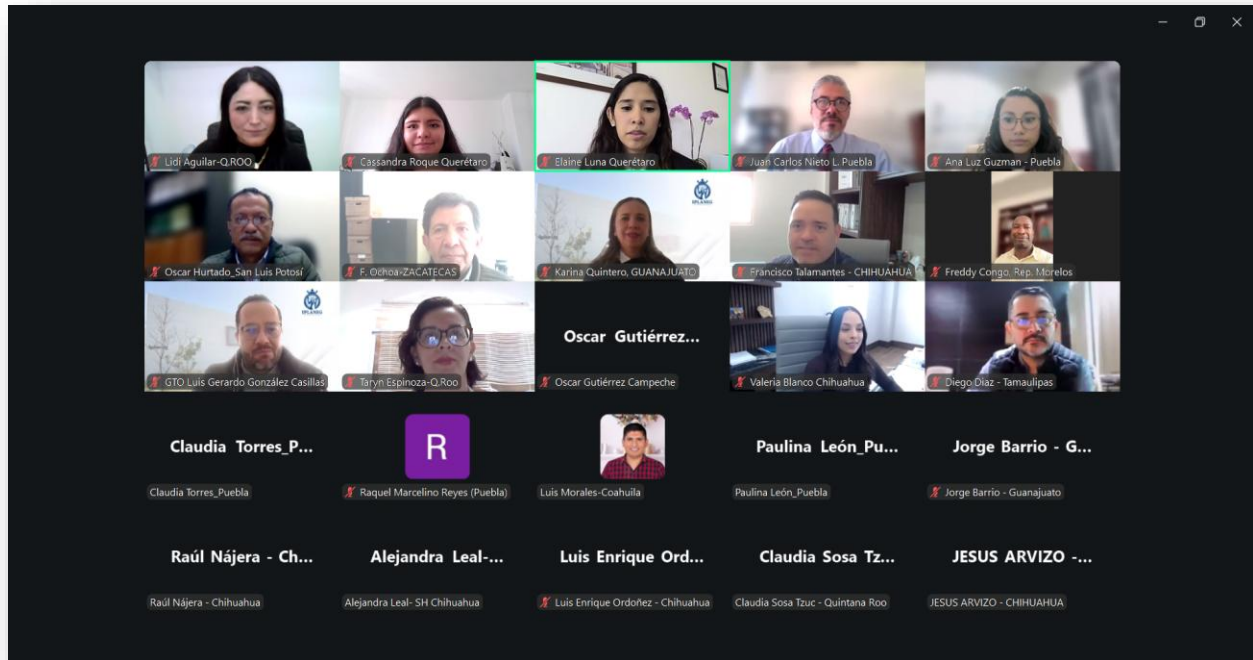 Lidi Aguilar-Q.ROO
Cassandra Roque Querétaro
Elaine Luna Querétaro
Juan Carlos Nieto L. Puebla
Ana Luz Guzman - Puebla
Oscar Hurtado_San Luis Potosí
F. Ochoa-ZACATECAS
IPLANEG
Karina Quintero, GUANAJUATO
Francisco Talamantes - CHIHUAHUA
Freddy Congo, Rep. Morelos
IPLANEG
GTO Luis Gerardo González Casillas
Taryn Espinoza-Q.Roo
Oscar Gutiérrez...
Oscar Gutiérrez Campeche
Valeria Blanco Chihuahua
Diego Diaz - Tamaulipas
Claudia Torres_P...
Claudia Torres_Puebla
R
Raquel Marcelino Reyes (Puebla)
Luis Morales-Coahuila
Paulina León_Pu...
Paulina León_Puebla
Jorge Barrio - G...
Jorge Barrio - Guanajuato
Raúl Nájera - Ch...
Raúl Nájera - Chihuahua
Alejandra Leal-...
Alejandra Leal- SH Chihuahua
Luis Enrique Ord...
Luis Enrique Ordoñez - Chihuahua
Claudia Sosa Tz...
Claudia Sosa Tzuc - Quintana Roo
JESUS ARVIZO -...
JESUS ARVIZO - CHIHUAHUA